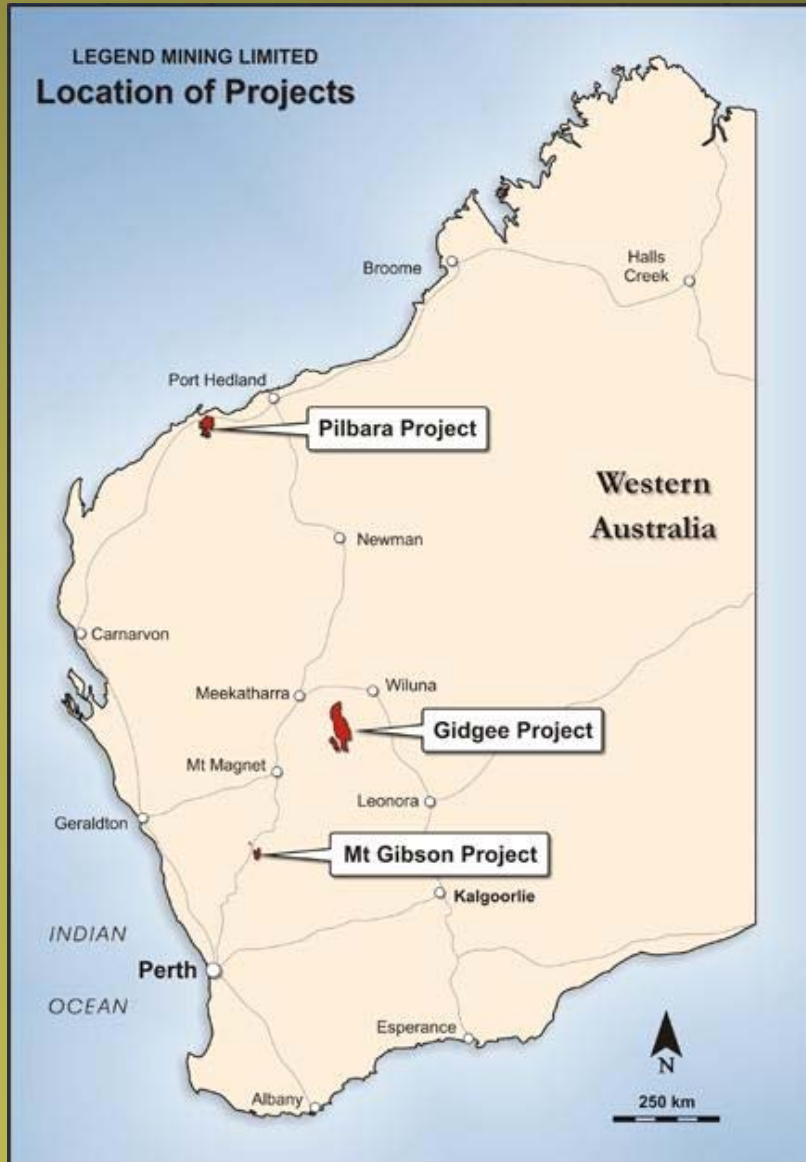 LEGEND MINING LIMITED
Location of Projects
Broome
Halls
Creek
Port Hedland
Pilbara Project
Western
Australia
Newman
Carnarvon
Meekatharra
Wiluna
Gidgee Project
Mt Magnet
Leonora
Geraldton
Mt Gibson Project
Kalgoorlie
INDIAN
Perth
OCEAN
Esperance
N
250 km
Albany